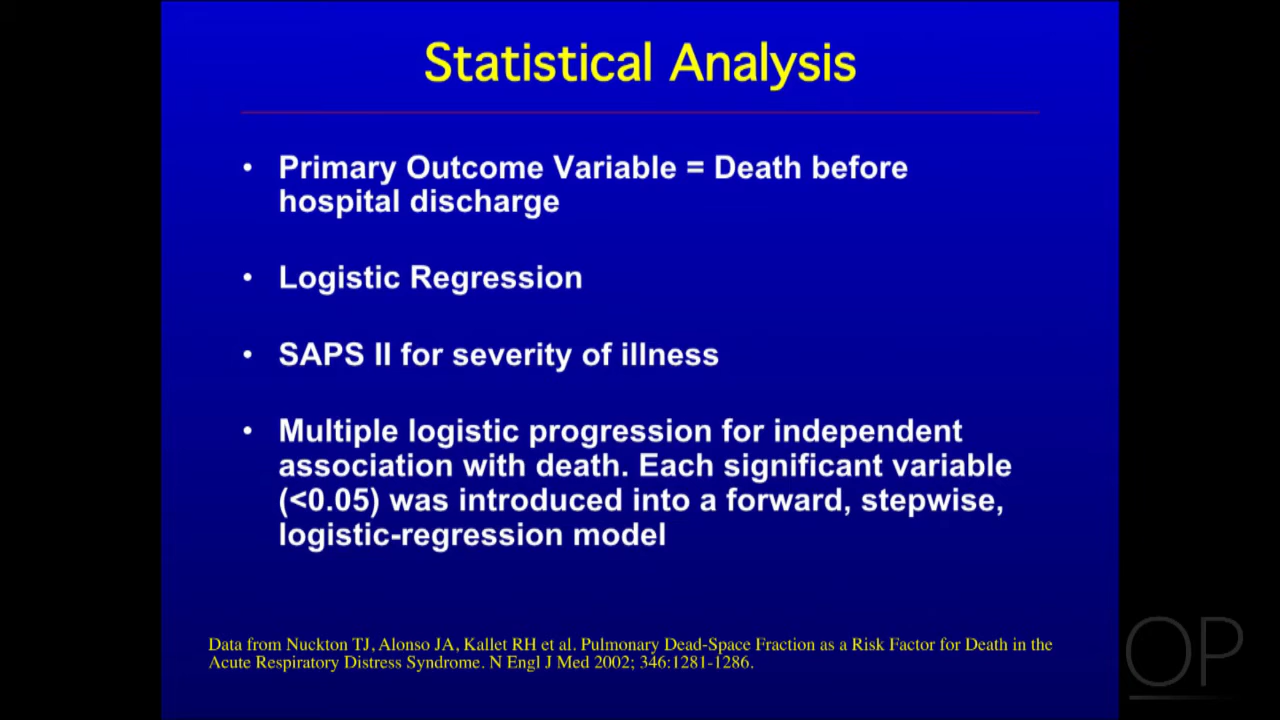 Statistical Analysis
• Primary Outcome Variable = Death before
hospital discharge
• Logistic Regression
• SAPS II for severity of illness
• Multiple logistic progression for independent
association with death. Each significant variable
(<0.05) was introduced into a forward, stepwise,
logistic-regression model
Data from Nuckton TJ, Alonso JA, Kallet RH et al. Pulmonary Dead-Space Fraction as a Risk Factor for Death in the
Acute Respiratory Distress Syndrome. N Engl J Med 2002; 346:1281-1286.
OP